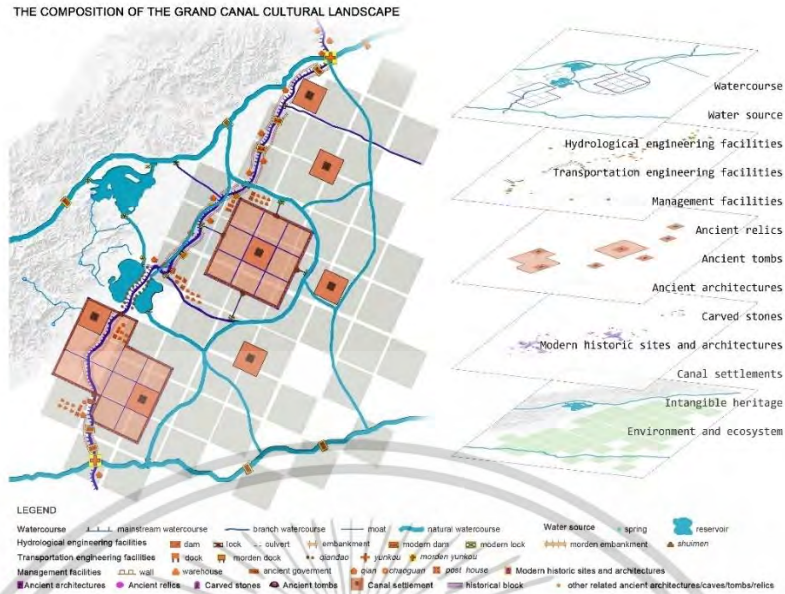 THE COMPOSITION OF THE GRAND CANAL CULTURAL LANDSCAPE
Watercourse
Water source
Hydrological engineering facilities
Transportation engineering facilities
Management facilities
Ancient relics
Ancient tombs
Ancient architectures
Carved stones
Modern historic sites and architectures
Canal settlements
Intangible heritage
Environment and ecosystem
LEGEND
Watercourse mainstream watercourse branch watercourse moat natural watercourse Water source spring reservoir
Hydrological engineering facilities dam lock culvert embankment modern dam modern lock morden embankment shuimen
Transportation engineering facilities dock morden dock qiandao yunkou morden yunkou
Management facilities wall warehouse ancient goverment qian chaoguan post house Modern historic sites and architectures
Ancient architectures Ancient relics Carved stones Ancient tombs Canal settlement historical block other related ancient architectures/caves/tombs/relics